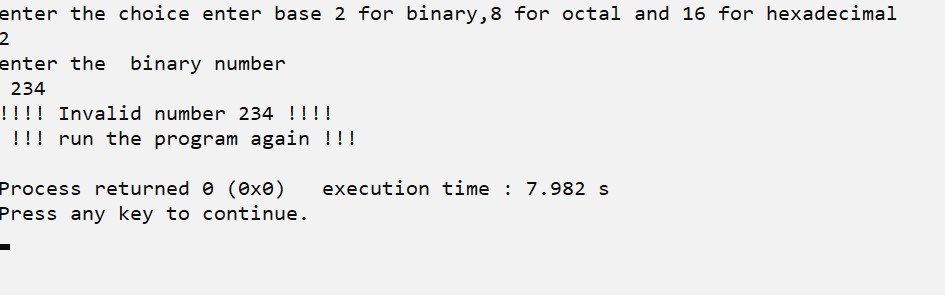 enter the choice enter base 2 for binary,8 for octal and 16 for hexadecimal
2
enter the  binary number
 234
!!!! Invalid number 234 !!!!
 !!! run the program again !!!
Process returned 0 (0x0)   execution time : 7.982 s
Press any key to continue.